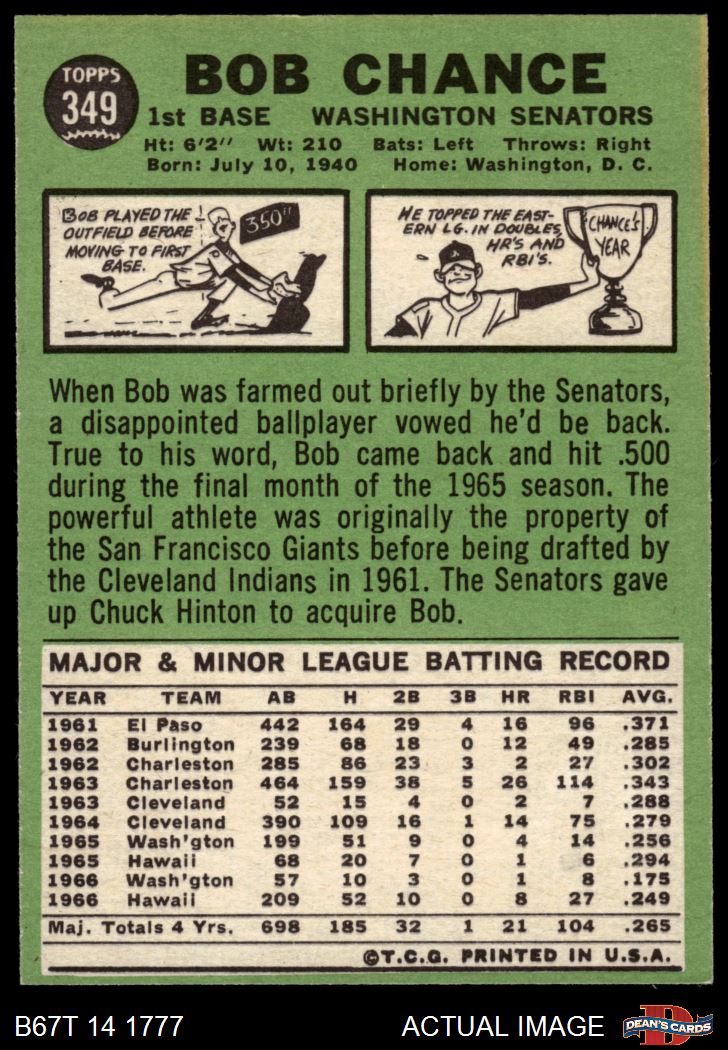 TOPPS
349
BOB CHANCE
1st BASE WASHINGTON SENATORS
Ht: 6'2" Wt: 210 Bats: Left Throws: Right
Born: July 10, 1940 Home: Washington, D. C.
BOB PLAYED THE
OUTFIELD BEFORE
MOVING TO FIRST
BASE.
350'
HE TOPPED THE EAST-
ERN LG. IN DOUBLES,
HR'S AND
RBI'S.
CHANCE'S
YEAR
When Bob was farmed out briefly by the Senators,
a disappointed ballplayer vowed he'd be back.
True to his word, Bob came back and hit .500
during the final month of the 1965 season. The
powerful athlete was originally the property of
the San Francisco Giants before being drafted by
the Cleveland Indians in 1961. The Senators gave
up Chuck Hinton to acquire Bob.
MAJOR & MINOR LEAGUE BATTING RECORD
YEAR TEAM AB H 2B 3B HR RBI AVG.
1961 El Paso 442 164 29 4 16 96 .371
1962 Burlington 239 68 18 0 12 49 .285
1962 Charleston 285 86 23 3 2 27 .302
1963 Charleston 464 159 38 5 26 114 .343
1963 Cleveland 52 15 4 0 2 7 .288
1964 Cleveland 390 109 16 1 14 75 .279
1965 Wash'gton 199 51 9 0 4 14 .256
1965 Hawaii 68 20 7 0 1 6 .294
1966 Wash'gton 57 10 3 0 1 8 .175
1966 Hawaii 209 52 10 0 8 27 .249
Maj. Totals 4 Yrs. 698 185 32 1 21 104 .265
©T.C.G. PRINTED IN U.S.A.
B67T 14 1777 ACTUAL IMAGE
D
DEAN'S CARDS